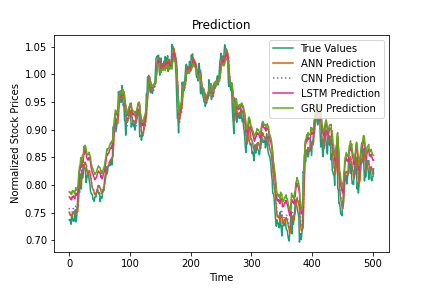 Prediction
Normalized Stock Prices
1.05
1.00
0.95
0.90
0.85
0.80
0.75
0.70
True Values
ANN Prediction
CNN Prediction
LSTM Prediction
GRU Prediction
0
100
200
300
400
500
Time